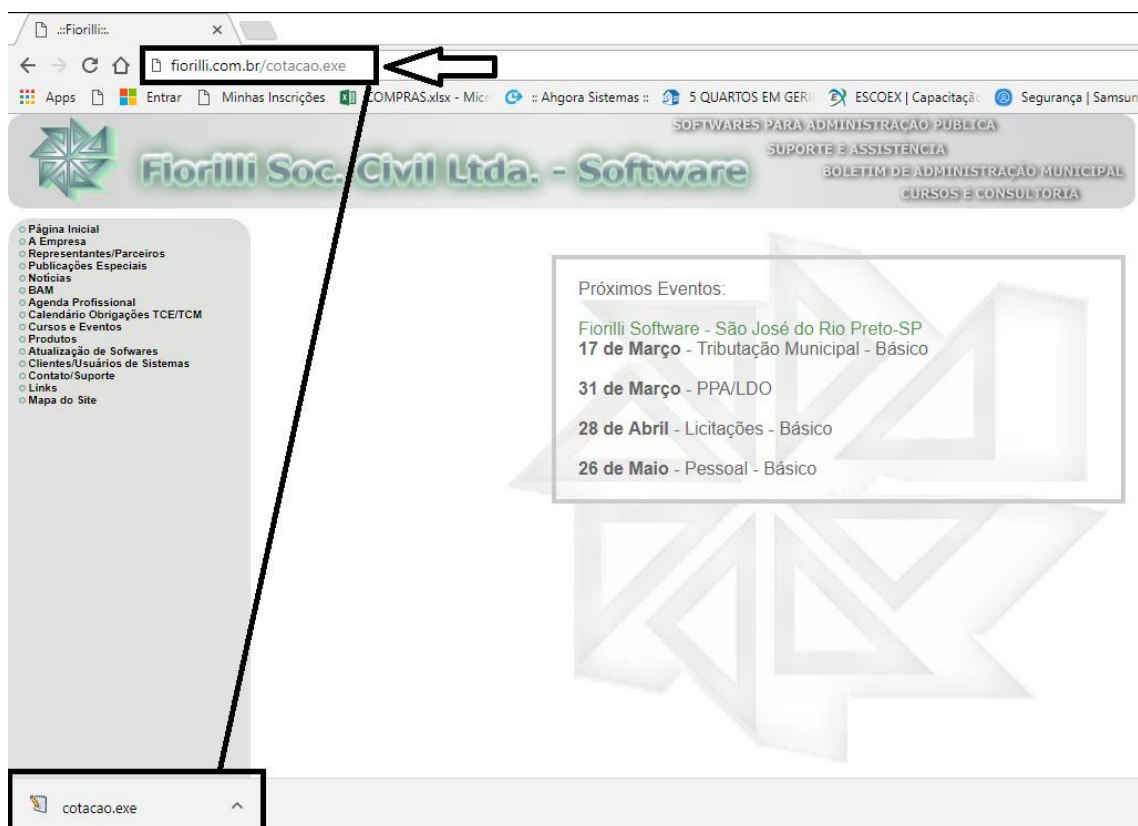 .::Fiorilli::.
fiorilli.com.br/cotacao.exe
Apps Entrar Minhas Inscrições COMPRAS.xlsx - Micr :: Ahgora Sistemas :: 5 QUARTOS EM GER ESCOEX | Capacitaçã Segurança | Samsun
SOFTWARES PARA ADMINISTRAÇÃO PUBLICA
SUPORTE E ASSISTENCIA
BOLETIM DE ADMINISTRAÇÃO MUNICIPAL
CURSOS E CONSULTORIA
Fiorilli Soc. Civil Ltda. - Software
Página Inicial
A Empresa
Representantes/Parceiros
Publicações Especiais
Notícias
BAM
Agenda Profissional
Calendário Obrigações TCE/TCM
Cursos e Eventos
Produtos
Atualização de Sofwares
Clientes/Usuários de Sistemas
Contato/Suporte
Links
Mapa do Site
Próximos Eventos:
Fiorilli Software - São José do Rio Preto-SP
17 de Março - Tributação Municipal - Básico
31 de Março - PPA/LDO
28 de Abril - Licitações - Básico
26 de Maio - Pessoal - Básico
cotacao.exe